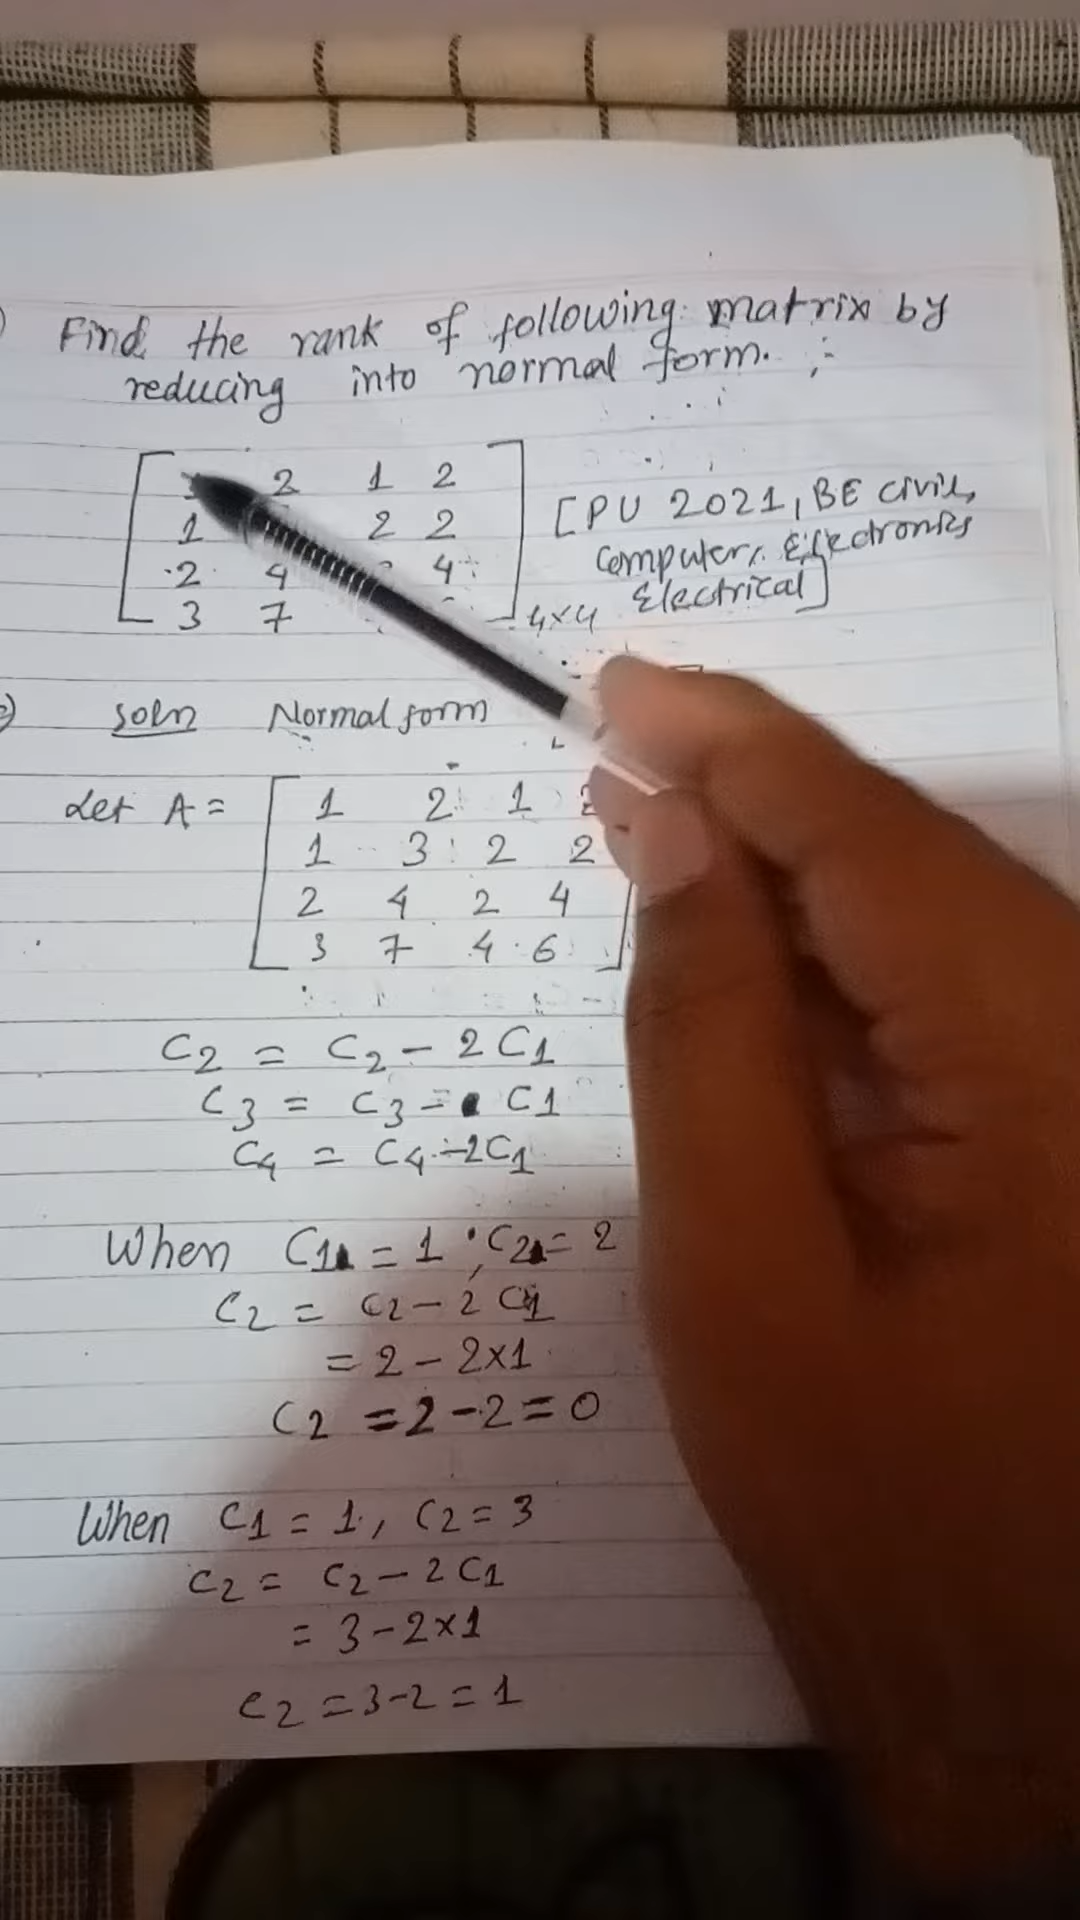 Find the rank of following matrix by
reducing into normal form. :-
2 1 2
1 2 2
2 4 4
3 7
4×4
[PU 2021, BE civil,
Computer, Electronics
Electrical]
Soln Normal form
Let A =
1 2 1 2
1 3 2 2
2 4 2 4
3 7 4 6
C2 = C2 - 2C1
C3 = C3 - C1
C4 = C4 - 2C1
When C1 = 1 ; C2 = 2
C2 = C2 - 2 C1
= 2 - 2×1
C2 = 2 - 2 = 0
When C1 = 1, C2 = 3
C2 = C2 - 2C1
= 3 - 2×1
C2 = 3-2 = 1